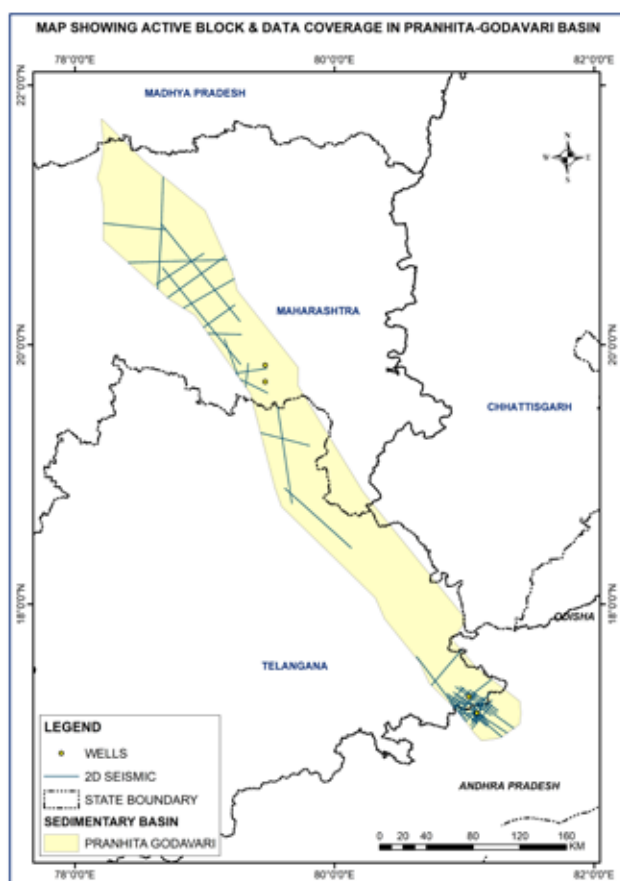 MAP SHOWING ACTIVE BLOCK & DATA COVERAGE IN PRANHITA-GODAVARI BASIN
78°0'0"E 80°0'0"E 82°0'0"E
22°0'0"N 22°0'0"N
MADHYA PRADESH
N
W E
S
MAHARASHTRA
20°0'0"N 20°0'0"N
CHHATTISGARH
18°0'0"N 18°0'0"N
ODISHA
TELANGANA
LEGEND
WELLS
2D SEISMIC
STATE BOUNDARY
SEDIMENTARY BASIN
PRANHITA GODAVARI
ANDHRA PRADESH
0 20 40 80 120 160
KM
78°0'0"E 80°0'0"E 82°0'0"E